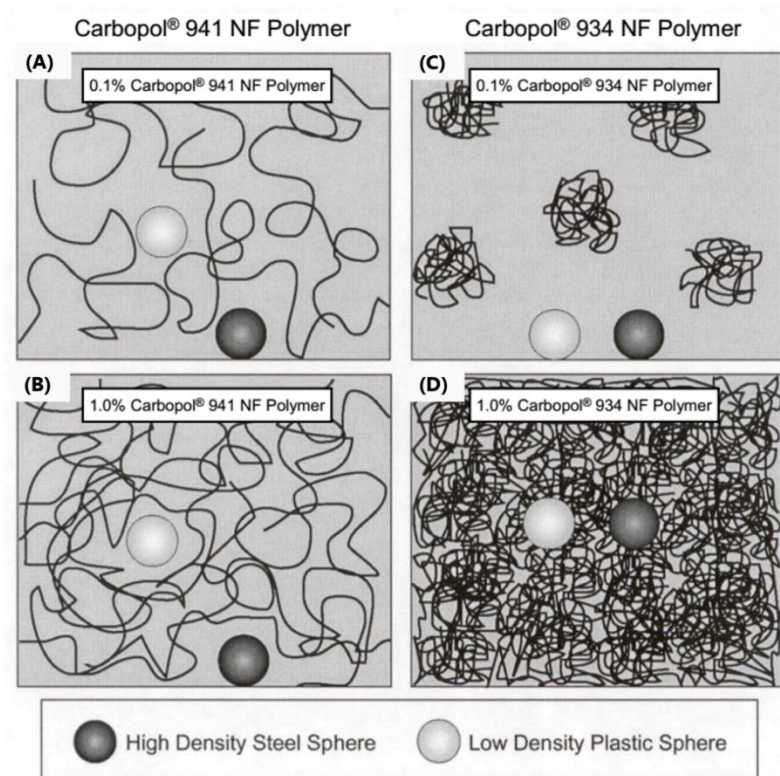 Carbopol® 941 NF Polymer
Carbopol® 934 NF Polymer
(A)
0.1% Carbopol® 941 NF Polymer
(C)
0.1% Carbopol® 934 NF Polymer
(B)
1.0% Carbopol® 941 NF Polymer
(D)
1.0% Carbopol® 934 NF Polymer
High Density Steel Sphere
Low Density Plastic Sphere